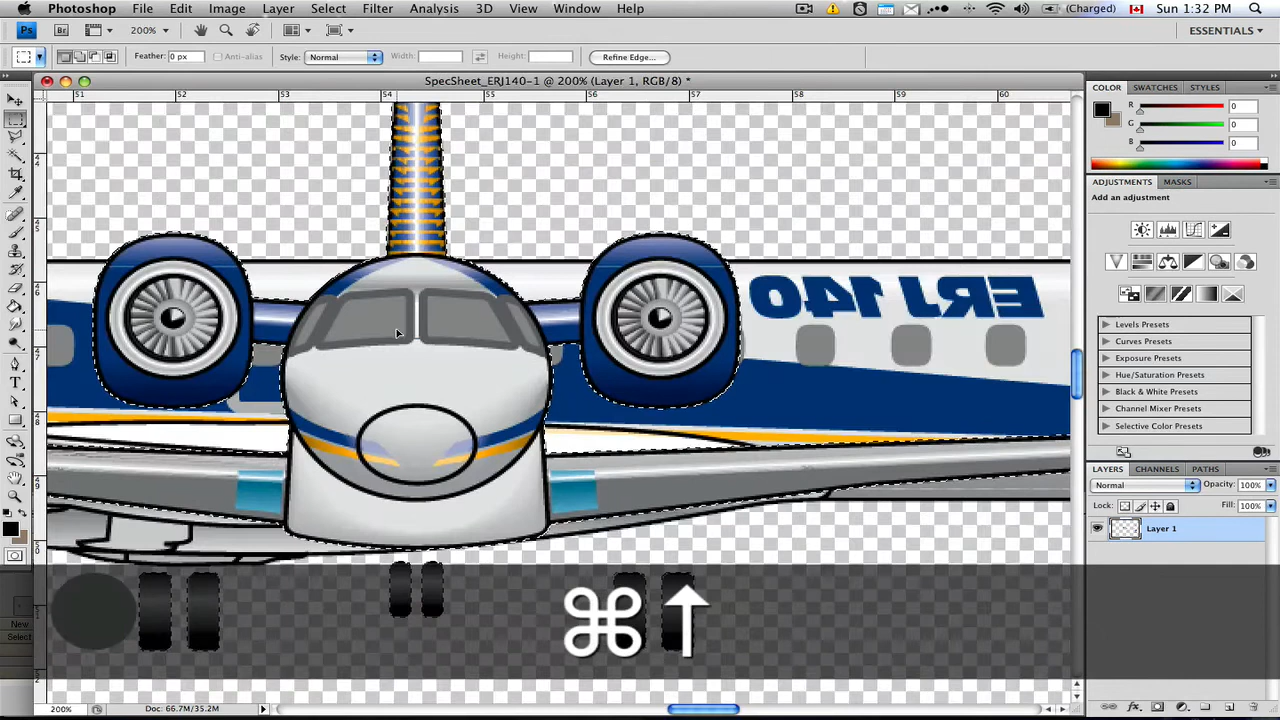 Photoshop File Edit Image Layer Select Filter Analysis 3D View Window Help (Charged) Sun 1:32 PM
Ps Br 200% ESSENTIALS
Feather: 0 px Anti-alias Style: Normal Width: Height: Refine Edge...
SpecSheet_ERJ140-1 @ 200% (Layer 1, RGB/8) *
51 52 53 54 55 56 57 58 59 60
COLOR SWATCHES STYLES
R 0
G 0
B 0
ADJUSTMENTS MASKS
Add an adjustment
ERJ 140
Levels Presets
Curves Presets
Exposure Presets
Hue/Saturation Presets
Black & White Presets
Channel Mixer Presets
Selective Color Presets
LAYERS CHANNELS PATHS
Normal Opacity: 100%
Lock: Fill: 100%
Layer 1
⌘↑
New
Select
200% Doc: 66.7M/35.2M